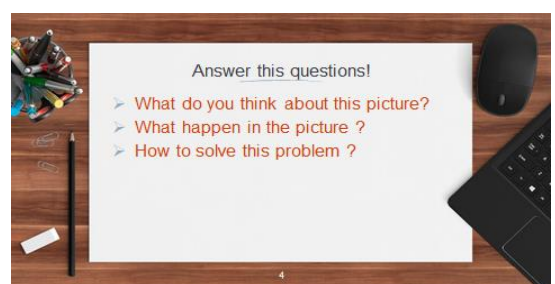 Answer this questions!
What do you think about this picture?
What happen in the picture ?
How to solve this problem ?
4